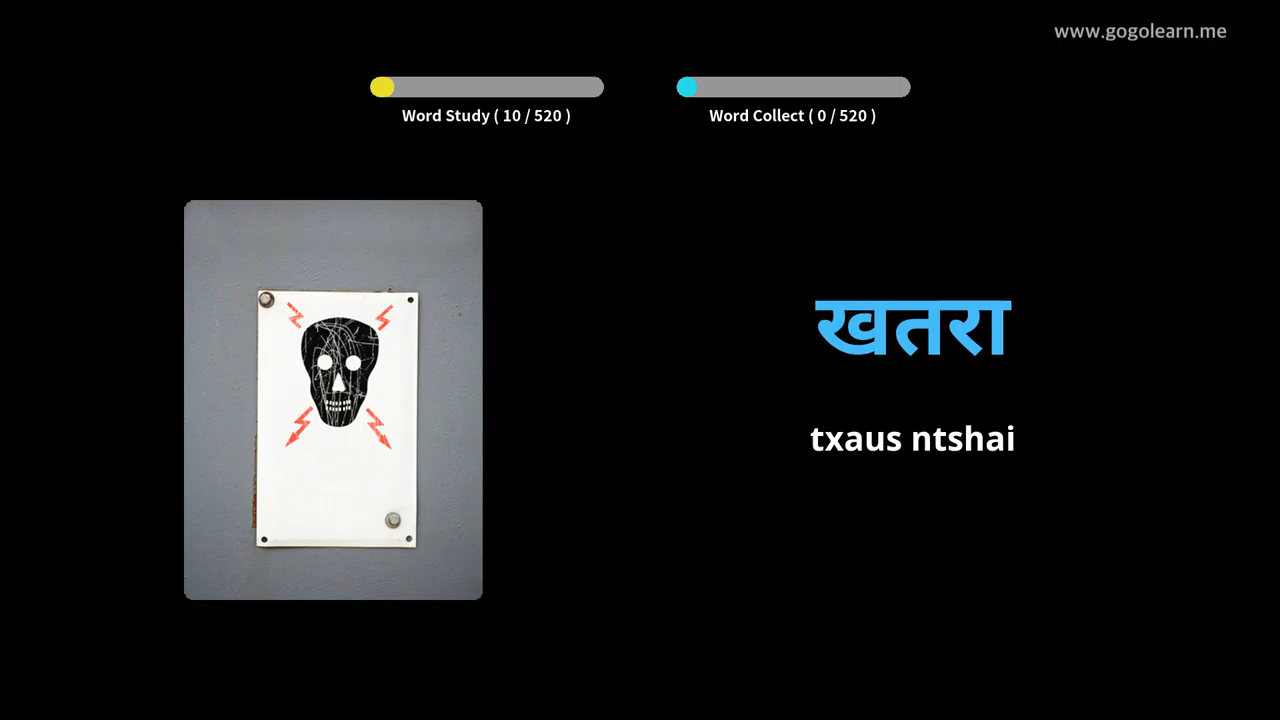 www.gogolearn.me
Word Study ( 10 / 520 )
Word Collect ( 0 / 520 )
खतरा
txaus ntshai